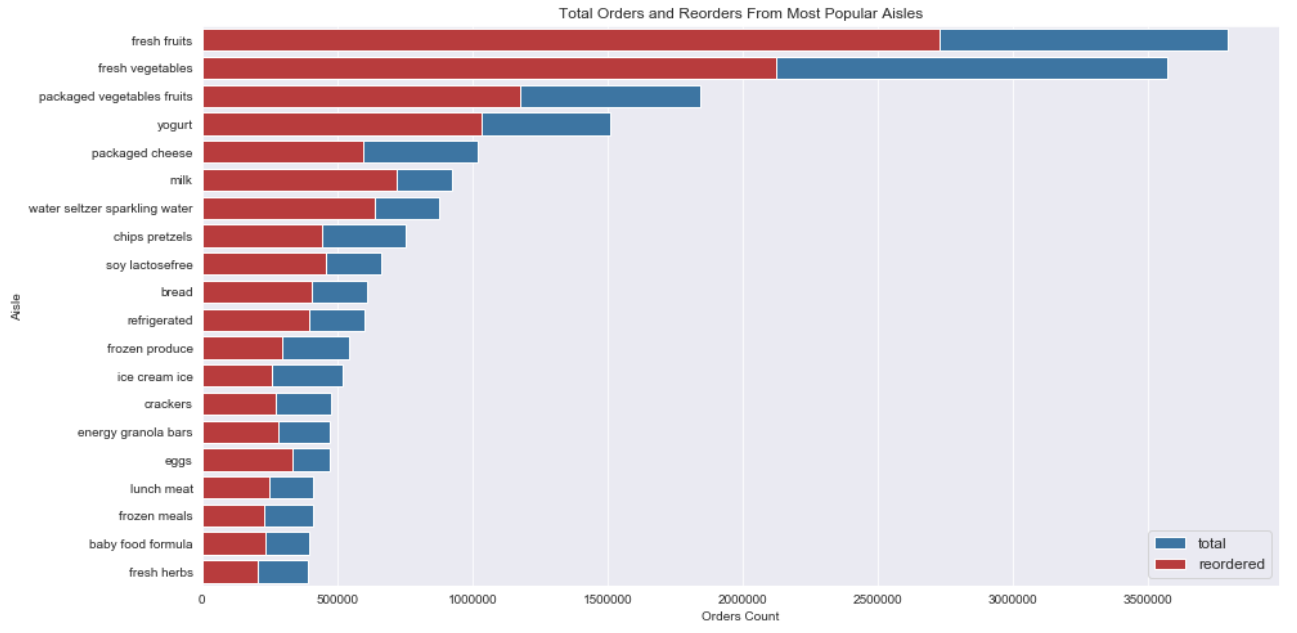 Total Orders and Reorders From Most Popular Aisles
fresh fruits
fresh vegetables
packaged vegetables fruits
yogurt
packaged cheese
milk
water seltzer sparkling water
chips pretzels
soy lactosefree
bread
refrigerated
frozen produce
ice cream ice
crackers
energy granola bars
eggs
lunch meat
frozen meals
baby food formula
fresh herbs
Aisle
total
reordered
0 500000 1000000 1500000 2000000 2500000 3000000 3500000
Orders Count